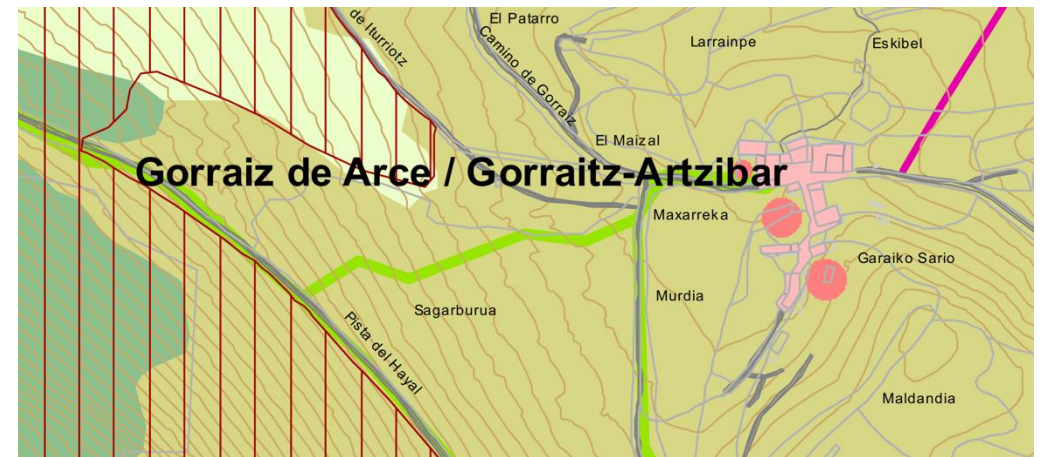 El Patarro
de Iturriotz
Camino de Gorraiz
Larrainpe
Eskibel
El Maizal
Gorraiz de Arce / Gorraitz-Artzibar
Maxarreka
Garaiko Sario
Murdia
Sagarburua
Pista del Hayal
Maldandia